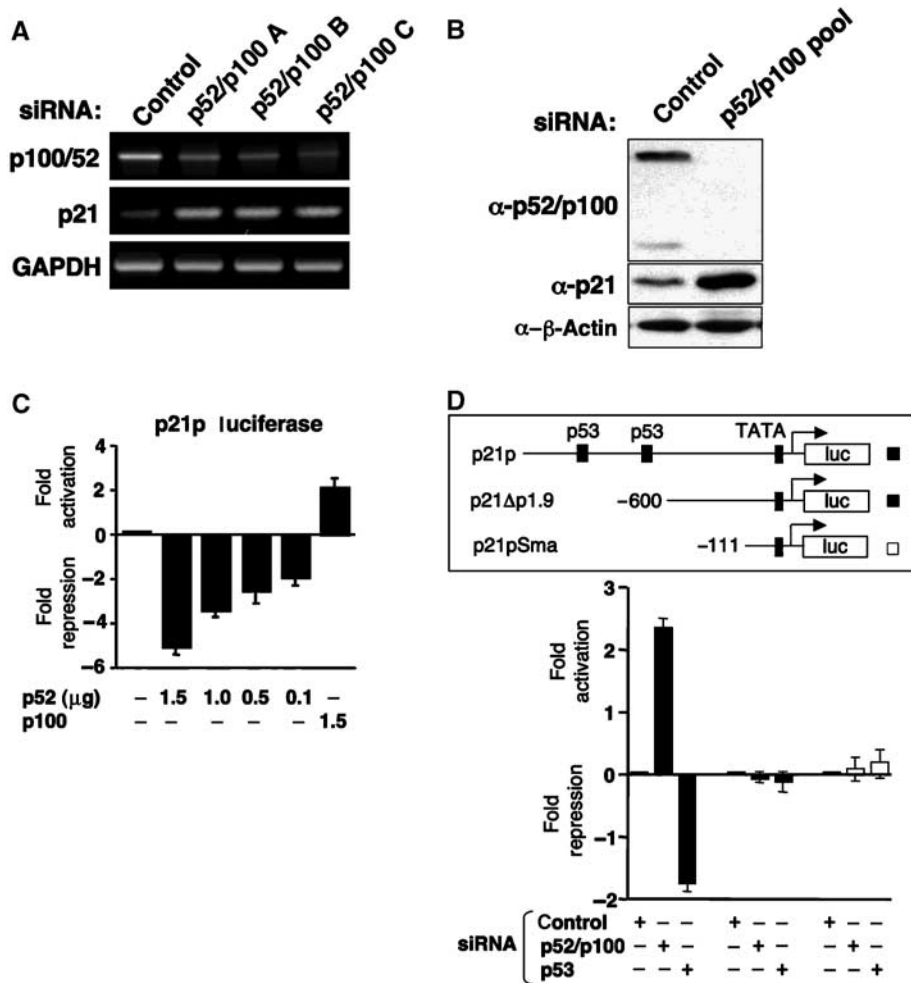 A
siRNA:
Control
p52/p100 A
p52/p100 B
p52/p100 C
p100/52
p21
GAPDH
B
siRNA:
Control
p52/p100 pool
α-p52/p100
α-p21
α-β-Actin
C
p21p luciferase
Fold activation
Fold repression
2
0
-2
-4
-6
p52 (μg) – 1.5 1.0 0.5 0.1 –
p100 – – – – – 1.5
D
p53 p53 TATA
p21p luc
p21Δp1.9 -600 luc
p21pSma -111 luc
Fold activation
Fold repression
3
2
1
0
-1
-2
siRNA
Control + – – + – – + – –
p52/p100 – + – – + – – + –
p53 – – + – – + – – +